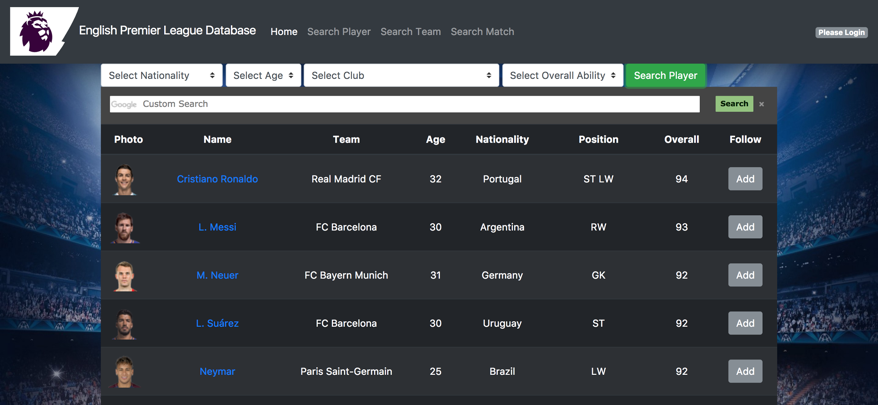 English Premier League Database Home Search Player Search Team Search Match Please Login
Select Nationality Select Age Select Club Select Overall Ability Search Player
Google Custom Search Search ×
Photo Name Team Age Nationality Position Overall Follow
Cristiano Ronaldo Real Madrid CF 32 Portugal ST LW 94 Add
L. Messi FC Barcelona 30 Argentina RW 93 Add
M. Neuer FC Bayern Munich 31 Germany GK 92 Add
L. Suárez FC Barcelona 30 Uruguay ST 92 Add
Neymar Paris Saint-Germain 25 Brazil LW 92 Add